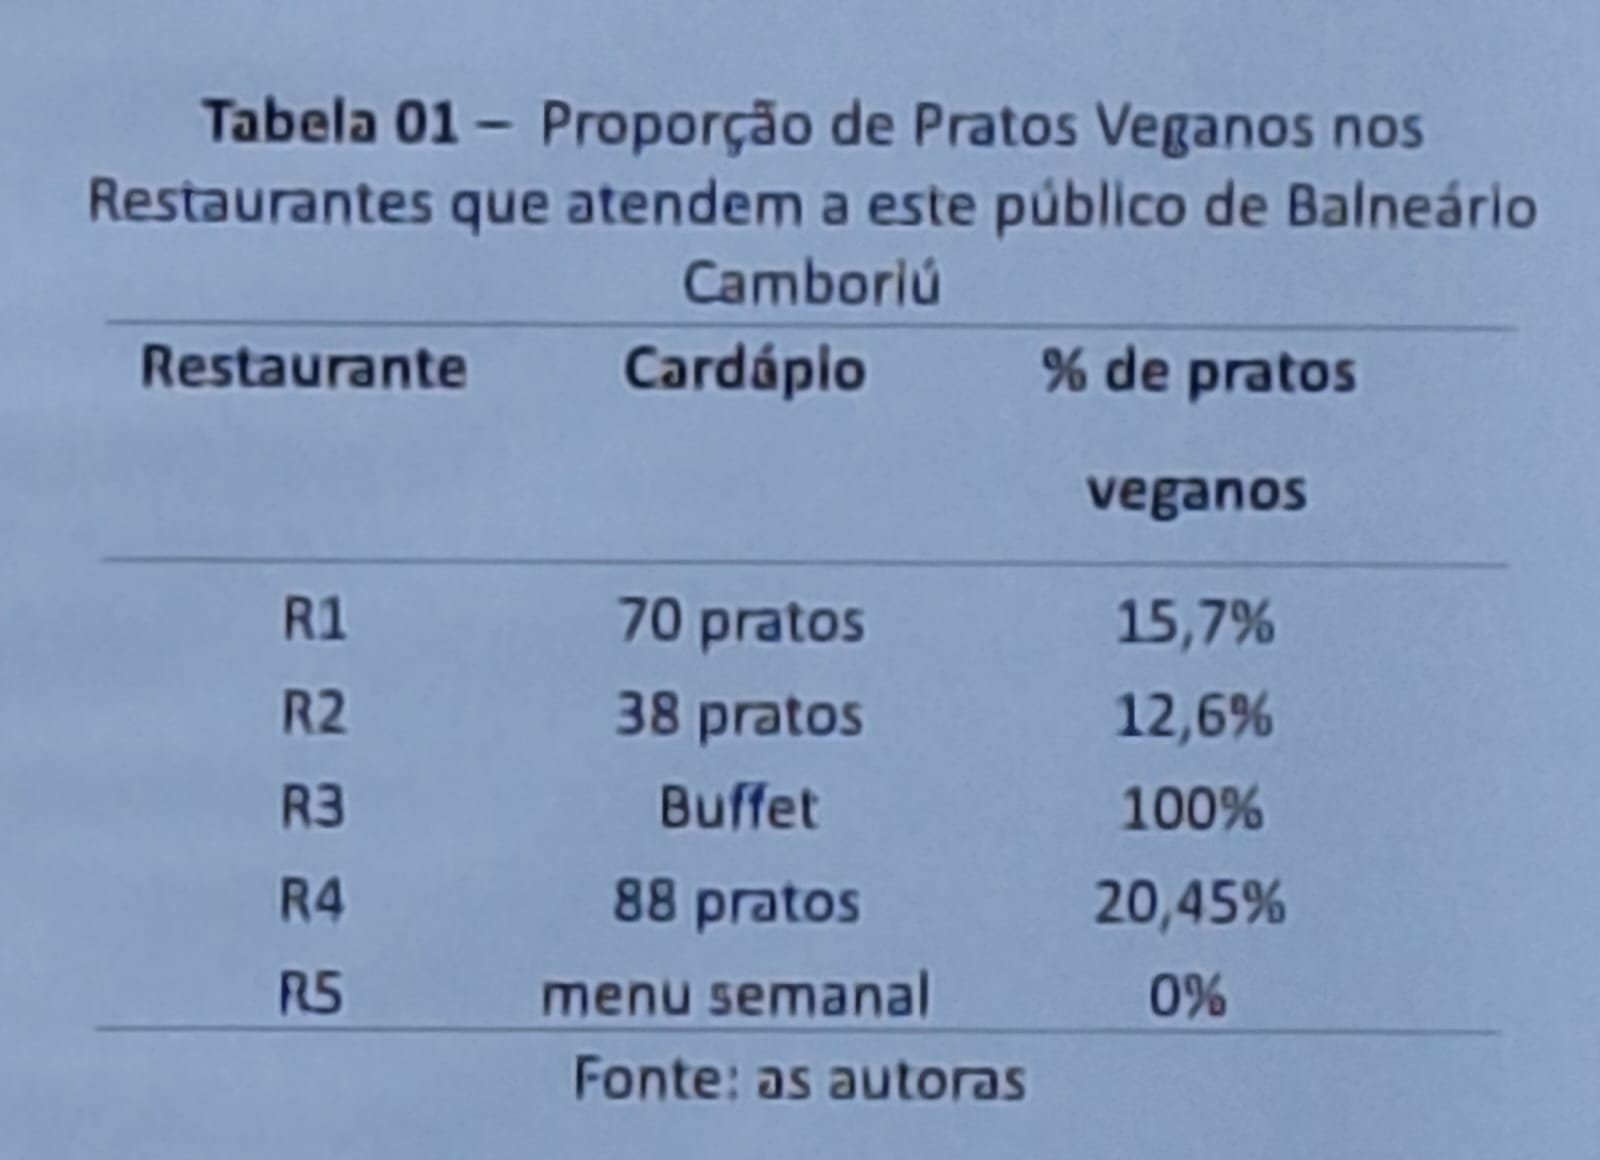 Tabela 01 – Proporção de Pratos Veganos nos
Restaurantes que atendem a este público de Balneário
Camboriú
Restaurante Cardápio % de pratos
veganos
R1 70 pratos 15,7%
R2 38 pratos 12,6%
R3 Buffet 100%
R4 88 pratos 20,45%
R5 menu semanal 0%
Fonte: as autoras